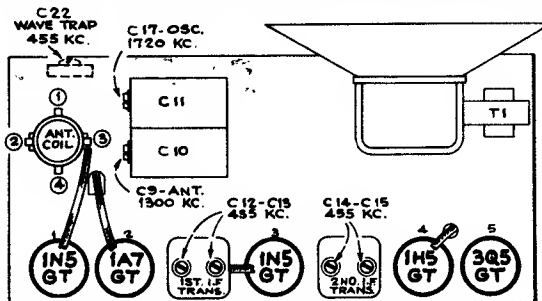 C22
WAVE TRAP
455 KC.
C17-OSC.
1720 KC.
C11
C10
T1
1
2
ANT.
COIL
3
4
C9-ANT.
1300 KC.
C12-C13
455 KC.
C14-C15
455 KC.
1
1N5
GT
2
1A7
GT
1ST. I.F
TRANS.
3
1N5
GT
2ND. I.F
TRANS.
4
1H5
GT
5
3Q5
GT